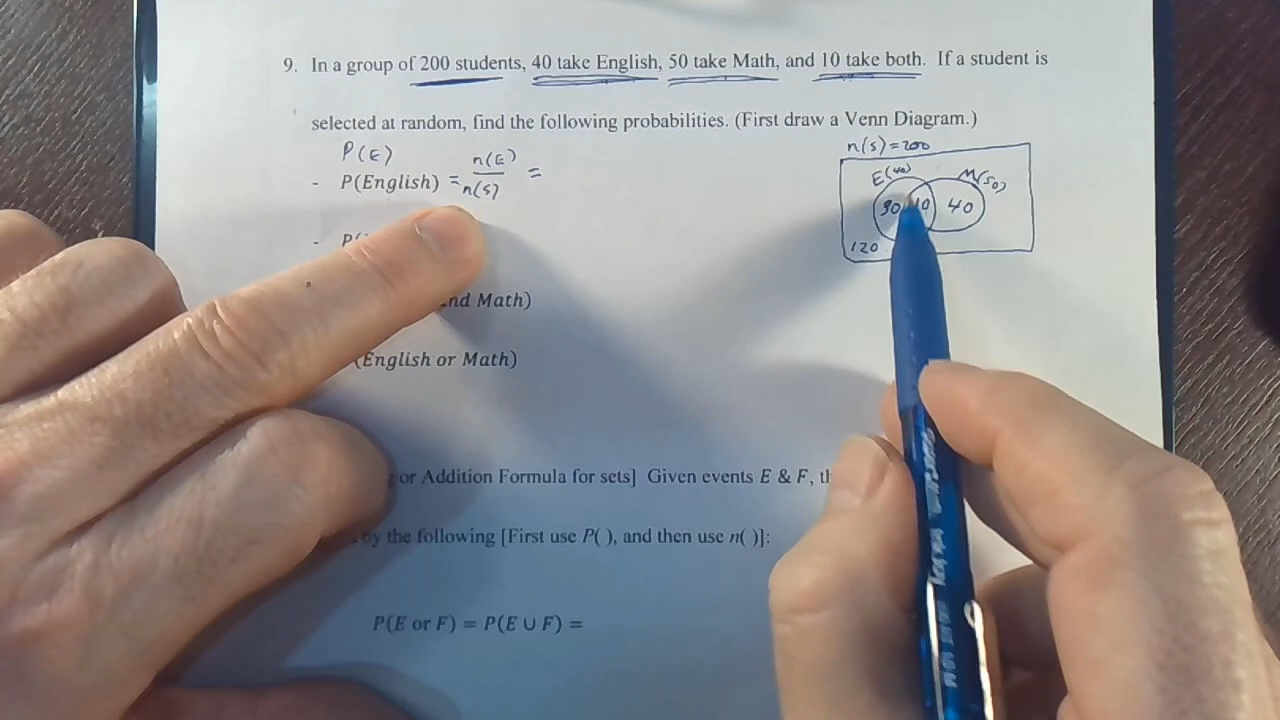 9. In a group of 200 students, 40 take English, 50 take Math, and 10 take both. If a student is
selected at random, find the following probabilities. (First draw a Venn Diagram.)
n(s)=200
P(E)
- P(English) = n(E)/n(S) =
E(40) M(50)
30 10 40
120
- P(
nd Math)
(English or Math)
or Addition Formula for sets] Given events E & F,
by the following [First use P( ), and then use n( )]:
P(E or F) = P(E ∪ F) =